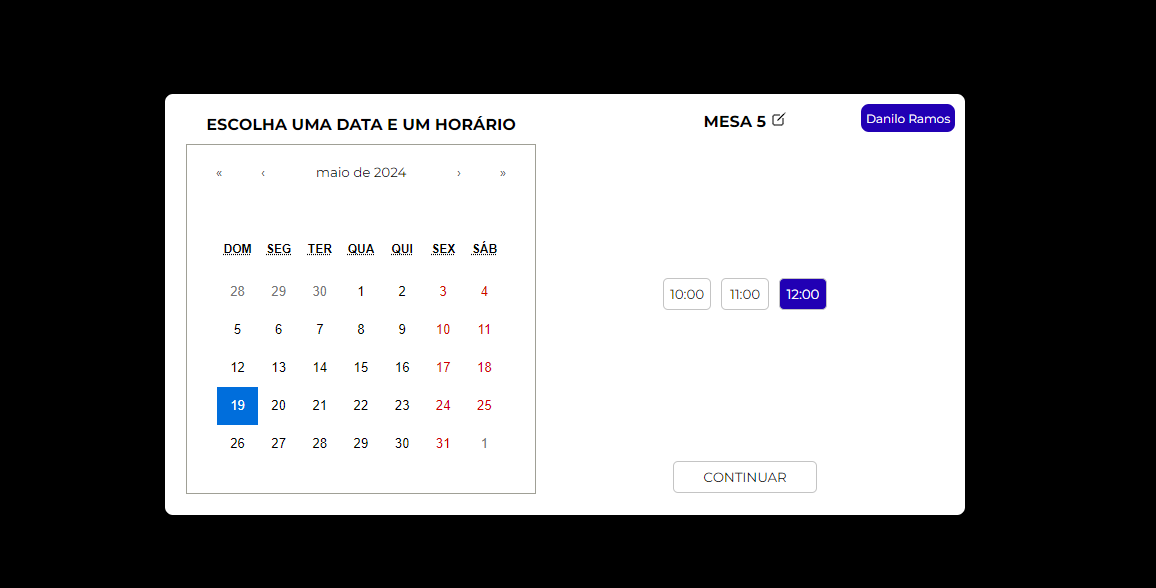 ESCOLHA UMA DATA E UM HORÁRIO
« ‹ maio de 2024 › »
DOM SEG TER QUA QUI SEX SÁB
28 29 30 1 2 3 4
5 6 7 8 9 10 11
12 13 14 15 16 17 18
19 20 21 22 23 24 25
26 27 28 29 30 31 1
MESA 5
Danilo Ramos
10:00 11:00 12:00
CONTINUAR